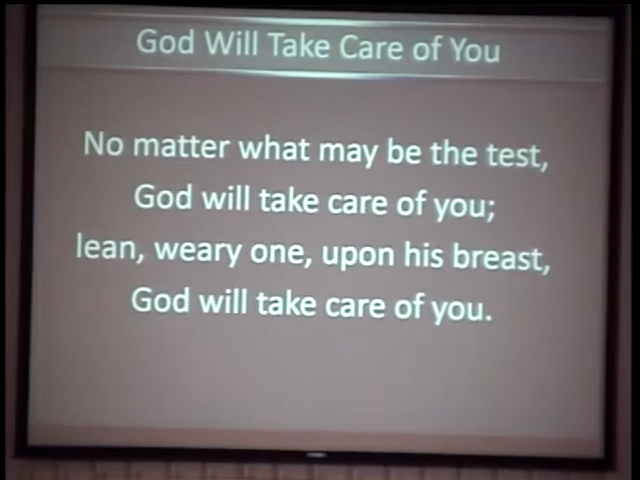 God Will Take Care of You
No matter what may be the test,
God will take care of you;
lean, weary one, upon his breast,
God will take care of you.